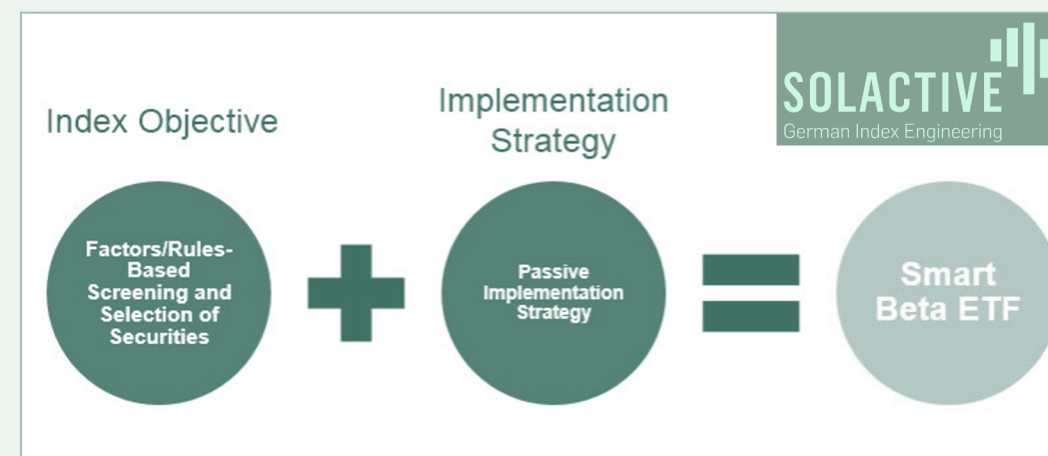 SOLACTIVE
German Index Engineering
Index Objective
Implementation
Strategy
Factors/Rules-
Based
Screening and
Selection of
Securities
Passive
Implementation
Strategy
Smart
Beta ETF